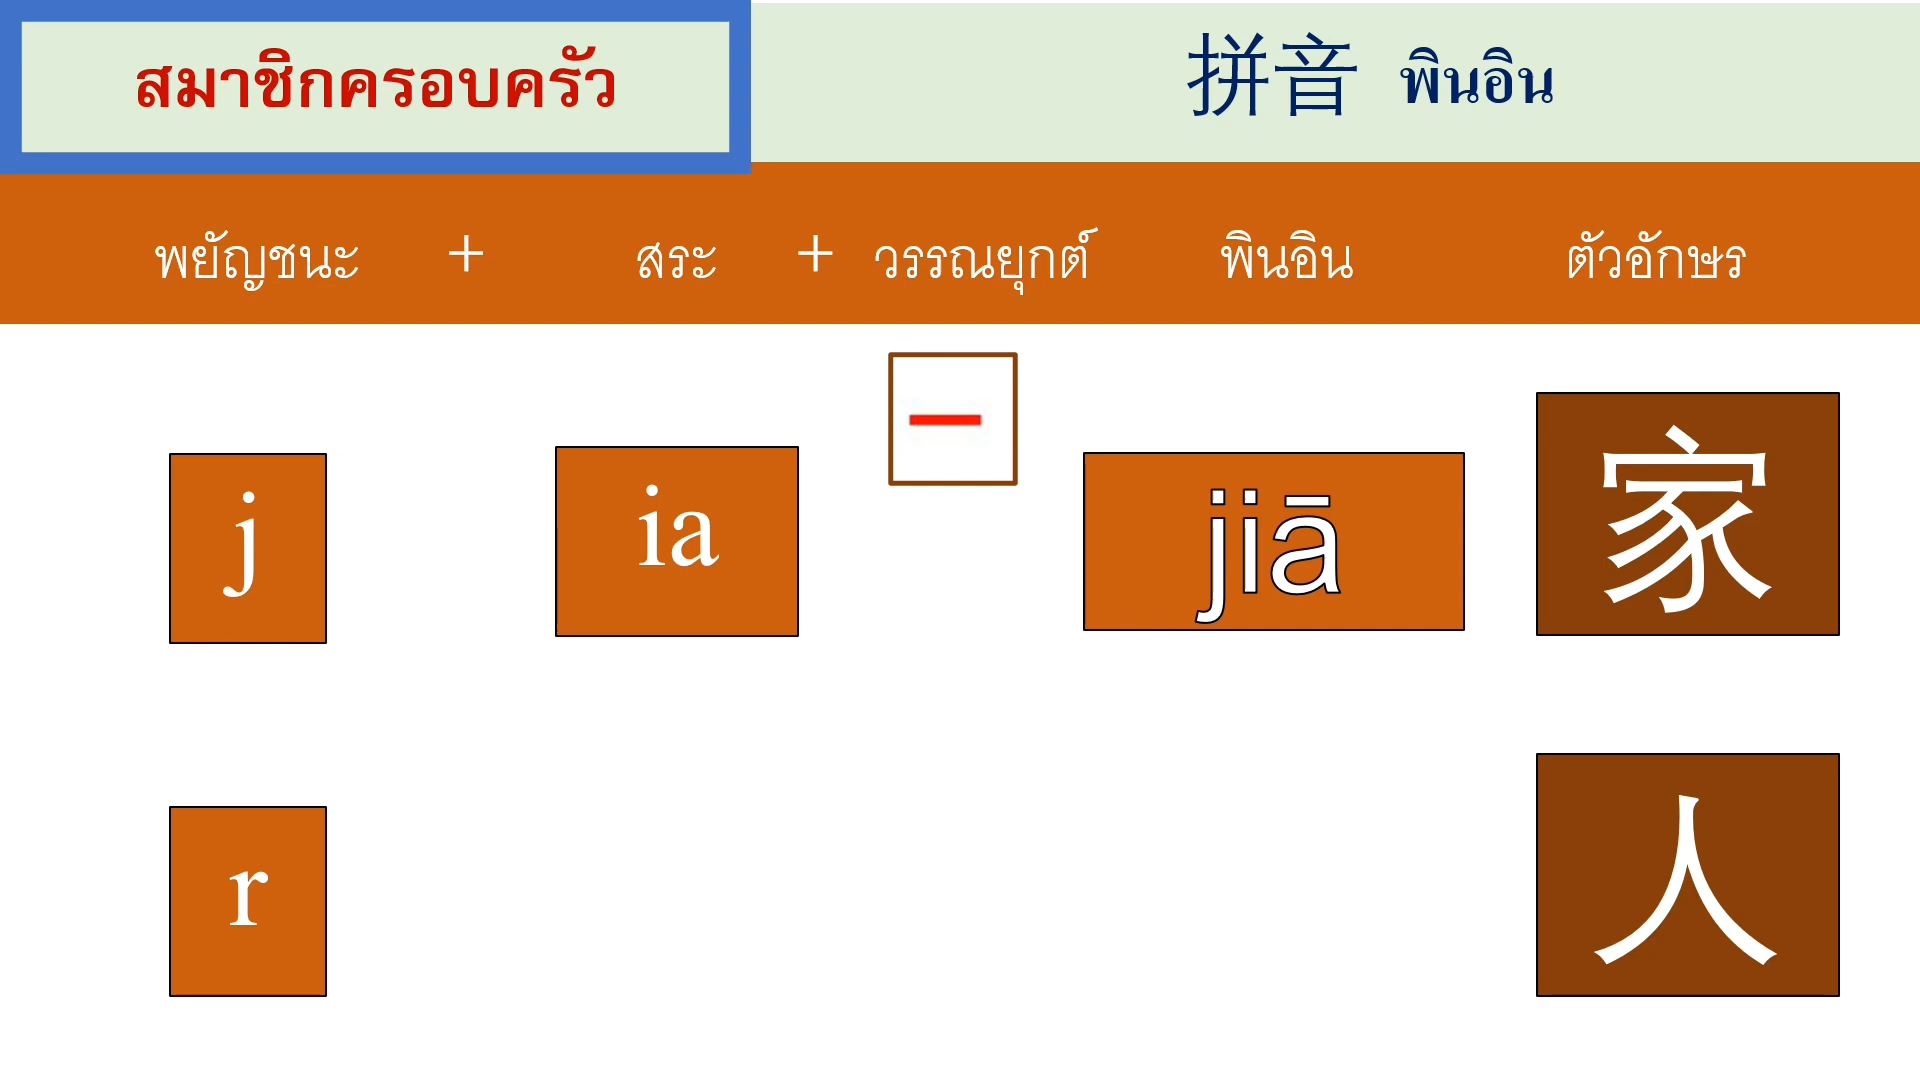 สมาชิกครอบครัว
拼音 พินอิน
พยัญชนะ + สระ + วรรณยุกต์ พินอิน ตัวอักษร
j ia ー jiā 家
r 人